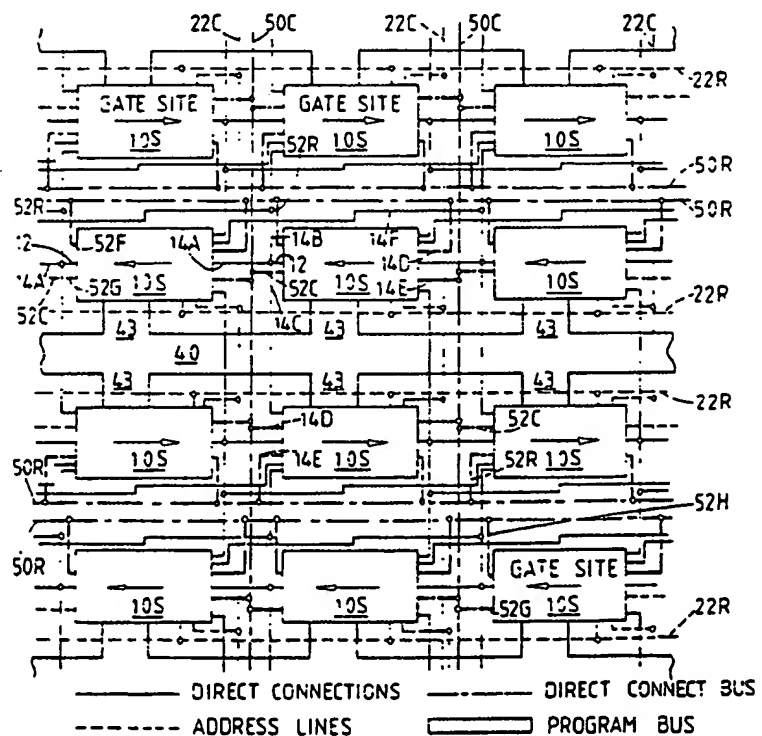 22C 50C 22C 50C 22C
22R
GATE SITE GATE SITE
10S 10S 52R 10S
50R
52R 50R
12 52F 14A 14B 14F
14A 12 14D
52G 10S 52C 10S 14E 10S
52C 14C 22R
43 43 43
40
43 43 43
22R
14D 52C
10S 14E 10S 52R 10S
50R
52H
50R GATE SITE
10S 10S 52G 10S
22R
DIRECT CONNECTIONS DIRECT CONNECT BUS
ADDRESS LINES PROGRAM BUS